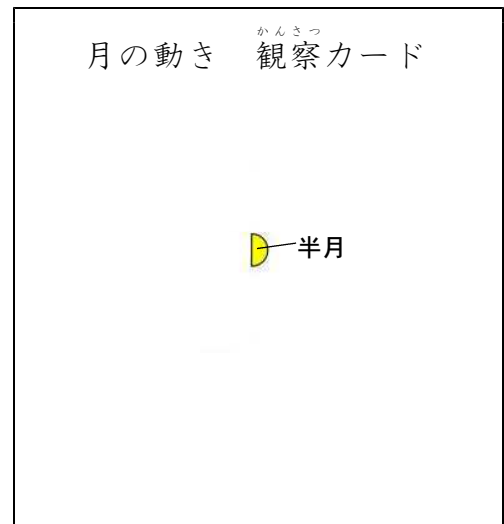 かんさつ
月の動き　観察カード
半月